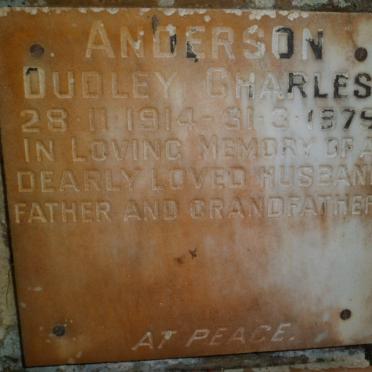 ANDERSON
DUDLEY CHARLES
28·11·1914 - 31·3·1979
IN LOVING MEMORY OF A
DEARLY LOVED HUSBAND
FATHER AND GRANDFATHER
AT PEACE.